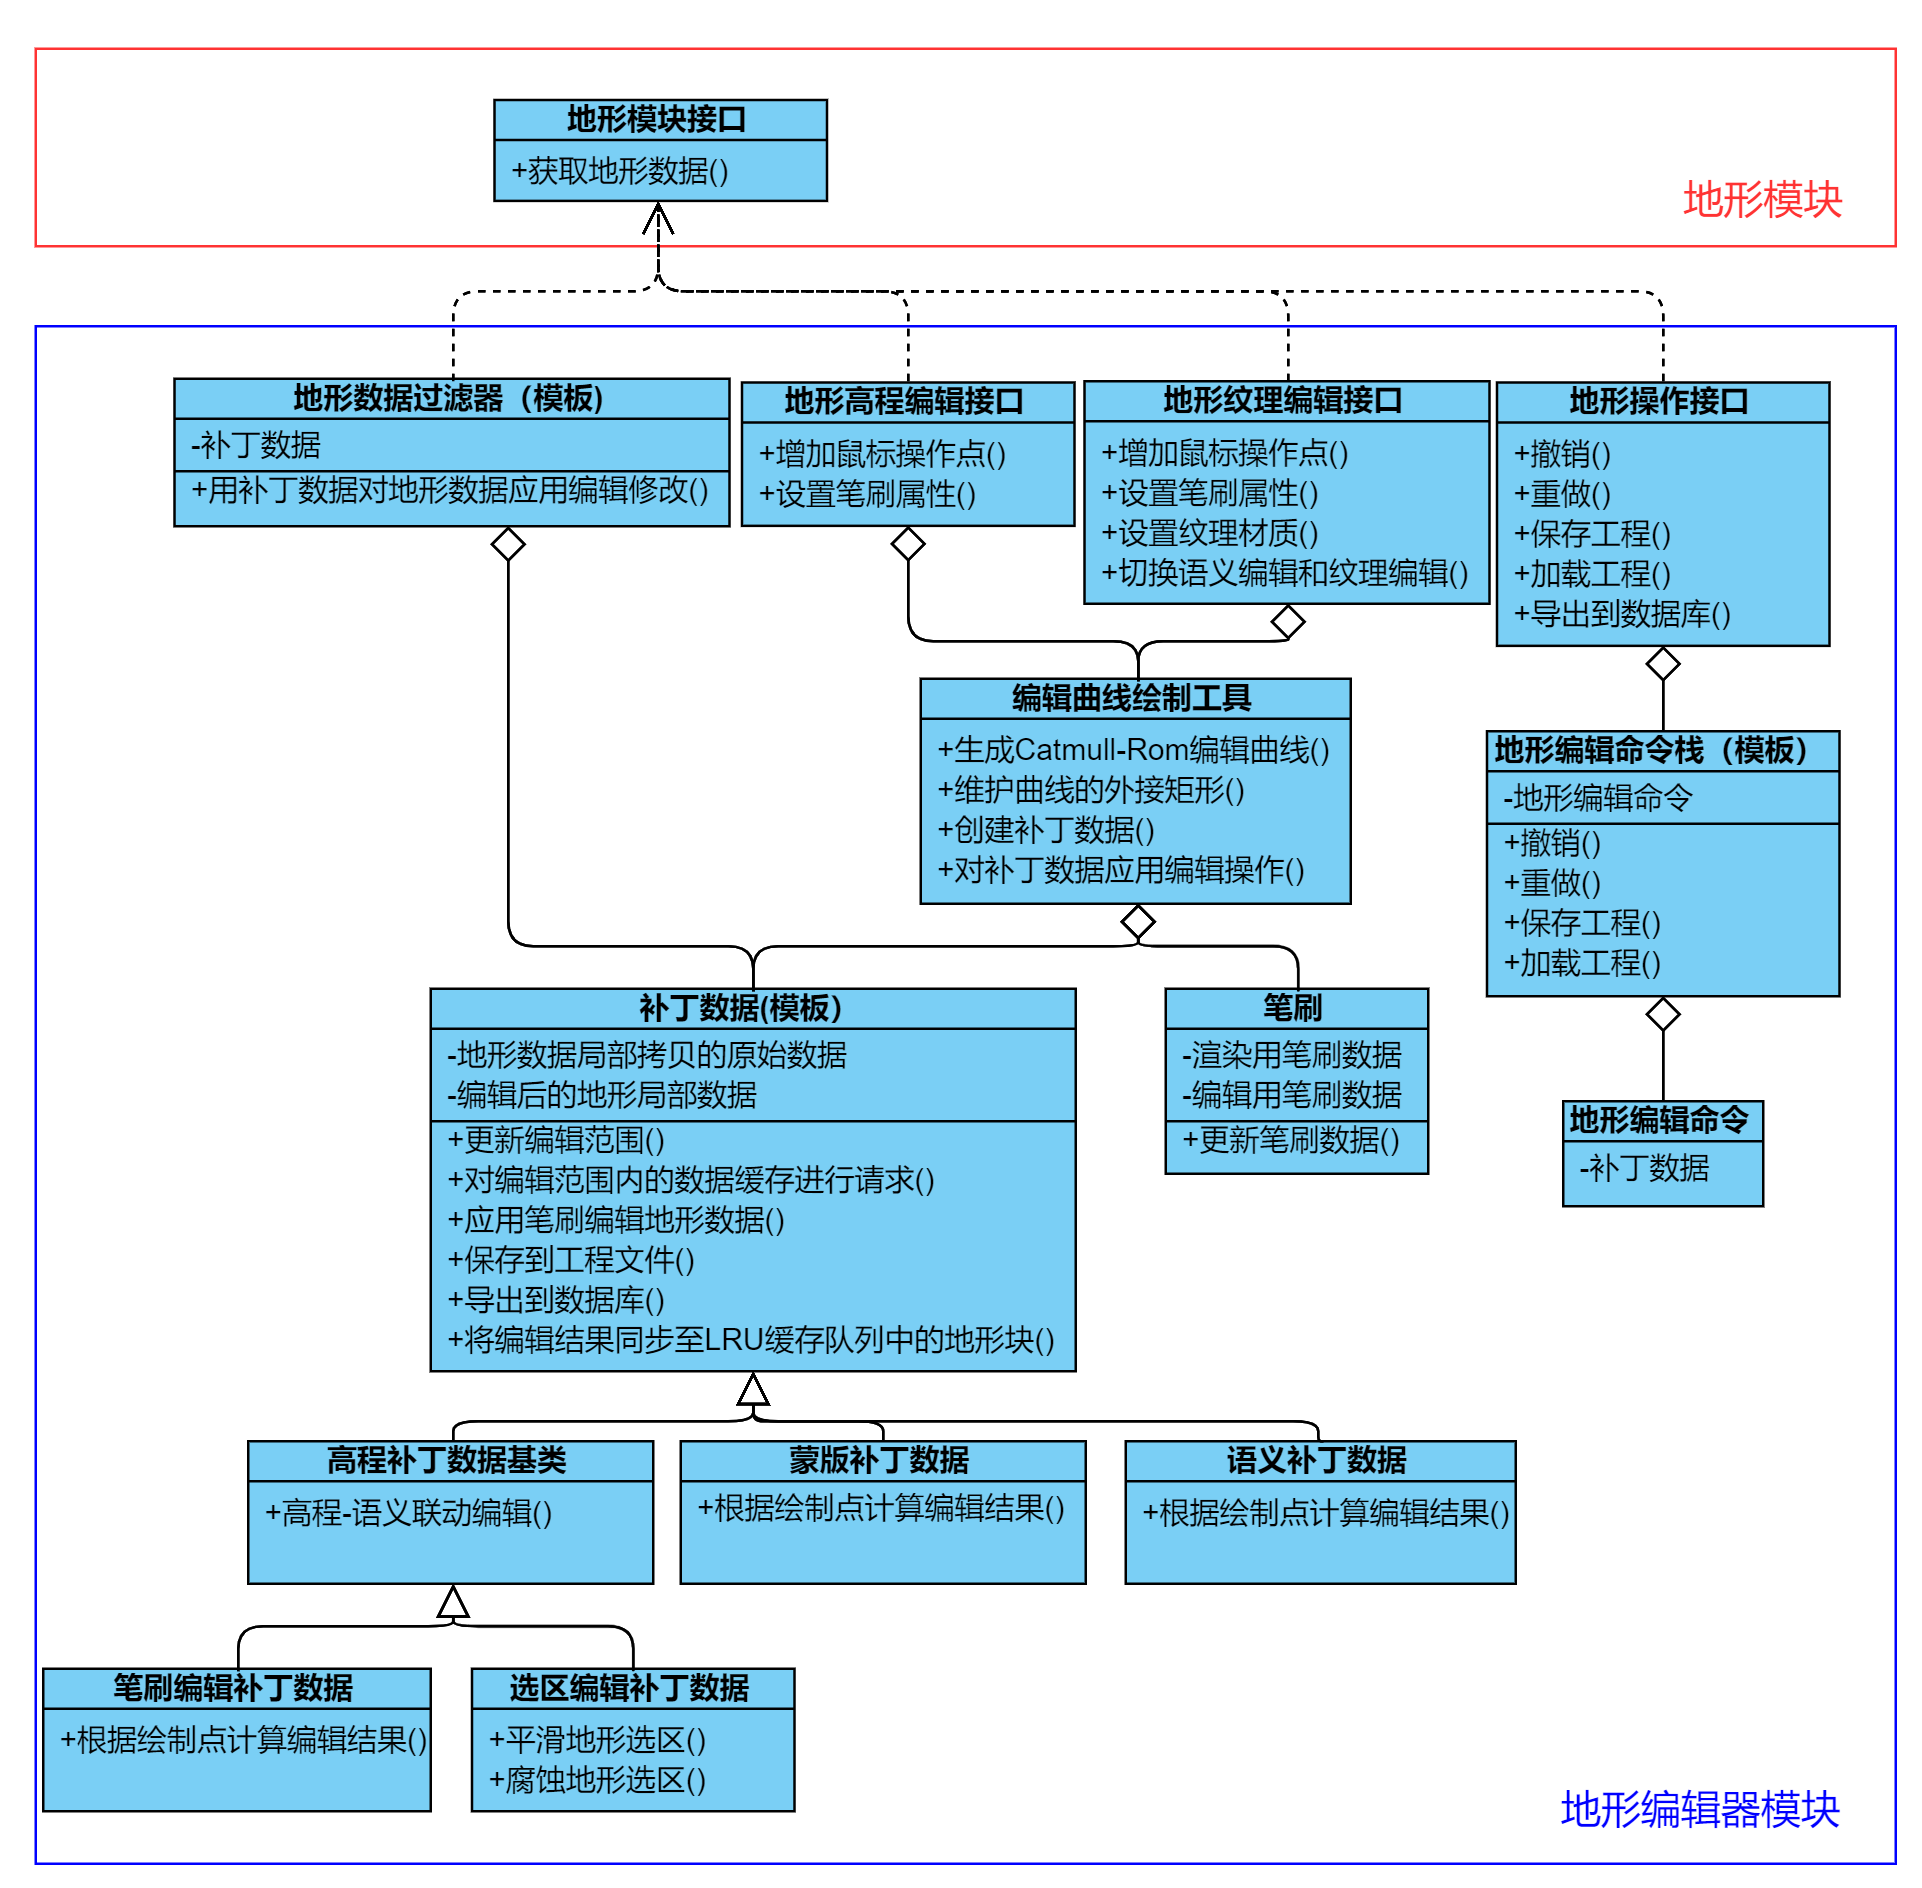 地形模块接口
+获取地形数据()
地形模块
地形数据过滤器（模板)
-补丁数据
+用补丁数据对地形数据应用编辑修改()
地形高程编辑接口
+增加鼠标操作点()
+设置笔刷属性()
地形纹理编辑接口
+增加鼠标操作点()
+设置笔刷属性()
+设置纹理材质()
+切换语义编辑和纹理编辑()
地形操作接口
+撤销()
+重做()
+保存工程()
+加载工程()
+导出到数据库()
编辑曲线绘制工具
+生成Catmull-Rom编辑曲线()
+维护曲线的外接矩形()
+创建补丁数据()
+对补丁数据应用编辑操作()
地形编辑命令栈（模板）
-地形编辑命令
+撤销()
+重做()
+保存工程()
+加载工程()
补丁数据(模板）
-地形数据局部拷贝的原始数据
-编辑后的地形局部数据
+更新编辑范围()
+对编辑范围内的数据缓存进行请求()
+应用笔刷编辑地形数据()
+保存到工程文件()
+导出到数据库()
+将编辑结果同步至LRU缓存队列中的地形块()
笔刷
-渲染用笔刷数据
-编辑用笔刷数据
+更新笔刷数据()
地形编辑命令
-补丁数据
高程补丁数据基类
+高程-语义联动编辑()
蒙版补丁数据
+根据绘制点计算编辑结果()
语义补丁数据
+根据绘制点计算编辑结果()
笔刷编辑补丁数据
+根据绘制点计算编辑结果()
选区编辑补丁数据
+平滑地形选区()
+腐蚀地形选区()
地形编辑器模块